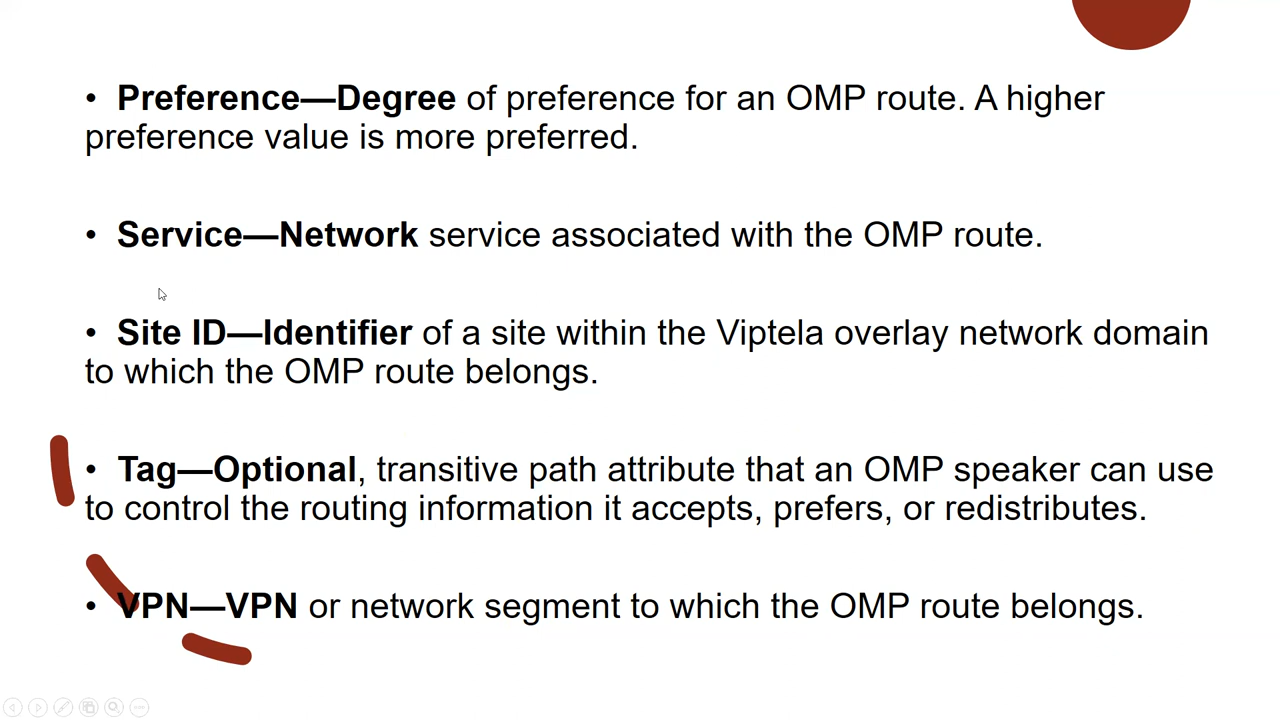 • Preference—Degree of preference for an OMP route. A higher
preference value is more preferred.
• Service—Network service associated with the OMP route.
• Site ID—Identifier of a site within the Viptela overlay network domain
to which the OMP route belongs.
• Tag—Optional, transitive path attribute that an OMP speaker can use
to control the routing information it accepts, prefers, or redistributes.
• VPN—VPN or network segment to which the OMP route belongs.